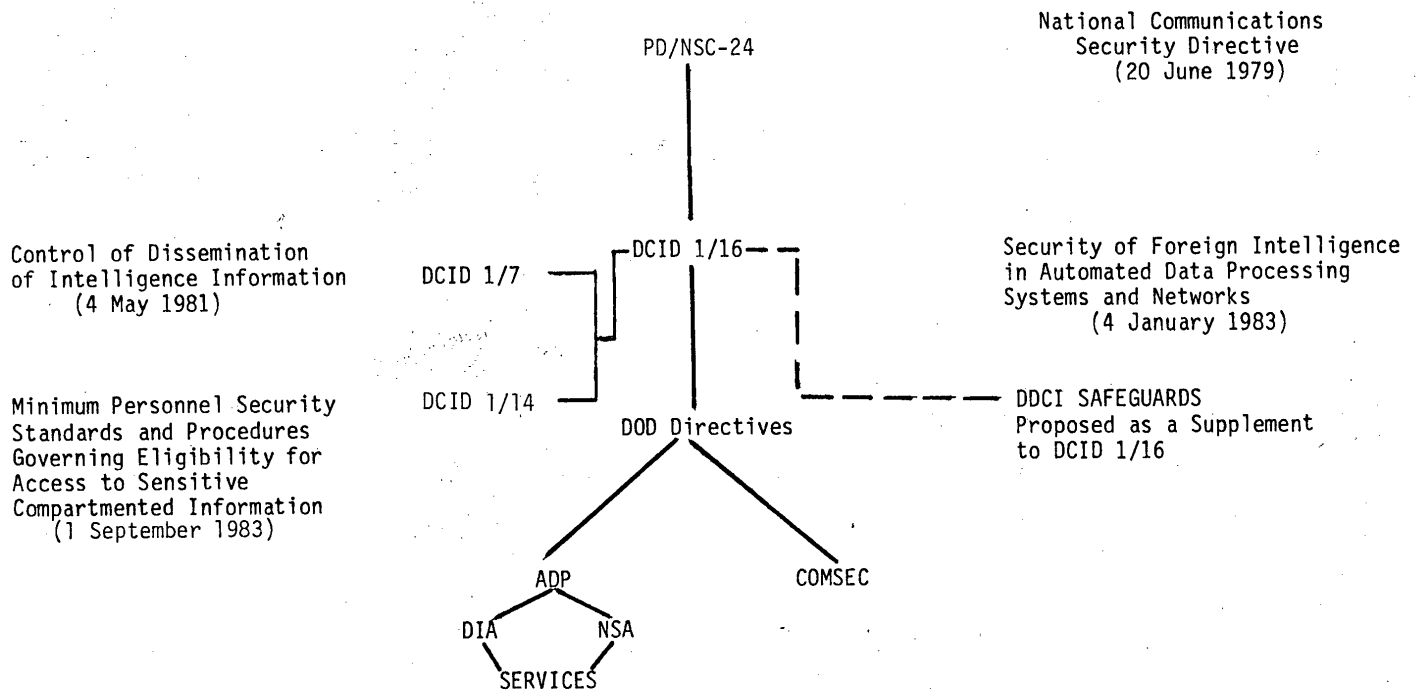 PD/NSC-24
National Communications
Security Directive
(20 June 1979)
Control of Dissemination
of Intelligence Information
(4 May 1981)
DCID 1/7
DCID 1/16
Security of Foreign Intelligence
in Automated Data Processing
Systems and Networks
(4 January 1983)
Minimum Personnel Security
Standards and Procedures
Governing Eligibility for
Access to Sensitive
Compartmented Information
(1 September 1983)
DCID 1/14
DOD Directives
DDCI SAFEGUARDS
Proposed as a Supplement
to DCID 1/16
ADP
COMSEC
DIA
NSA
SERVICES